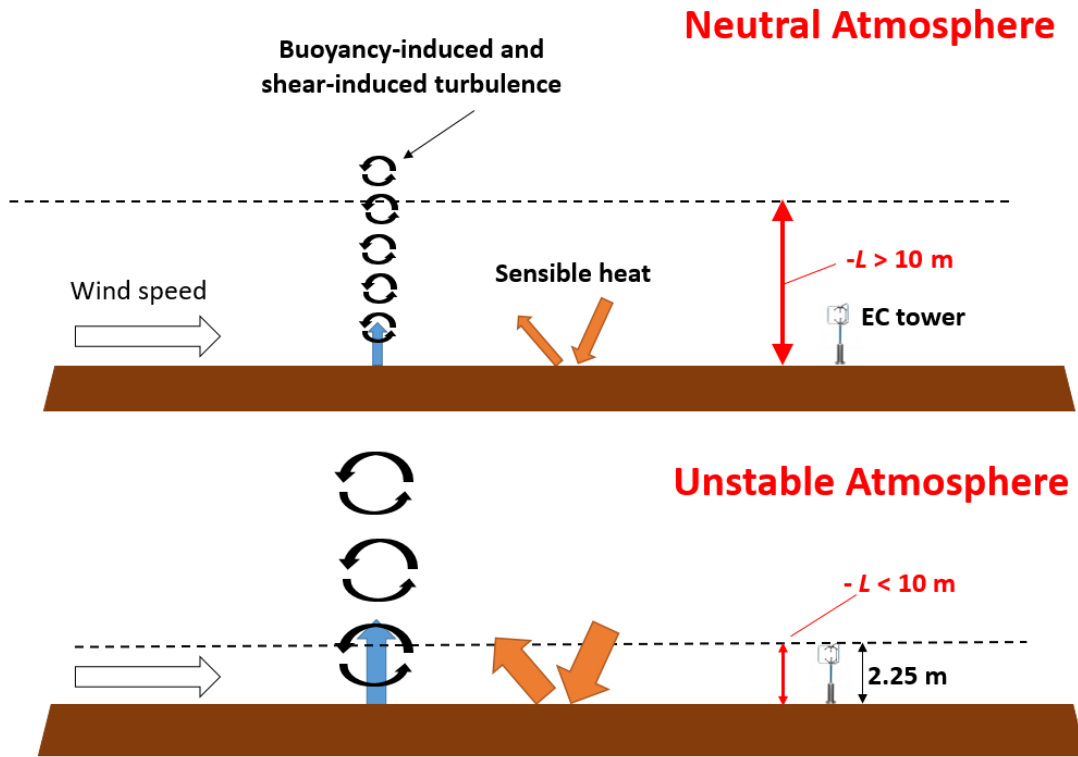 Neutral Atmosphere
Buoyancy-induced and
shear-induced turbulence
Sensible heat
-L > 10 m
Wind speed
EC tower
Unstable Atmosphere
- L < 10 m
2.25 m